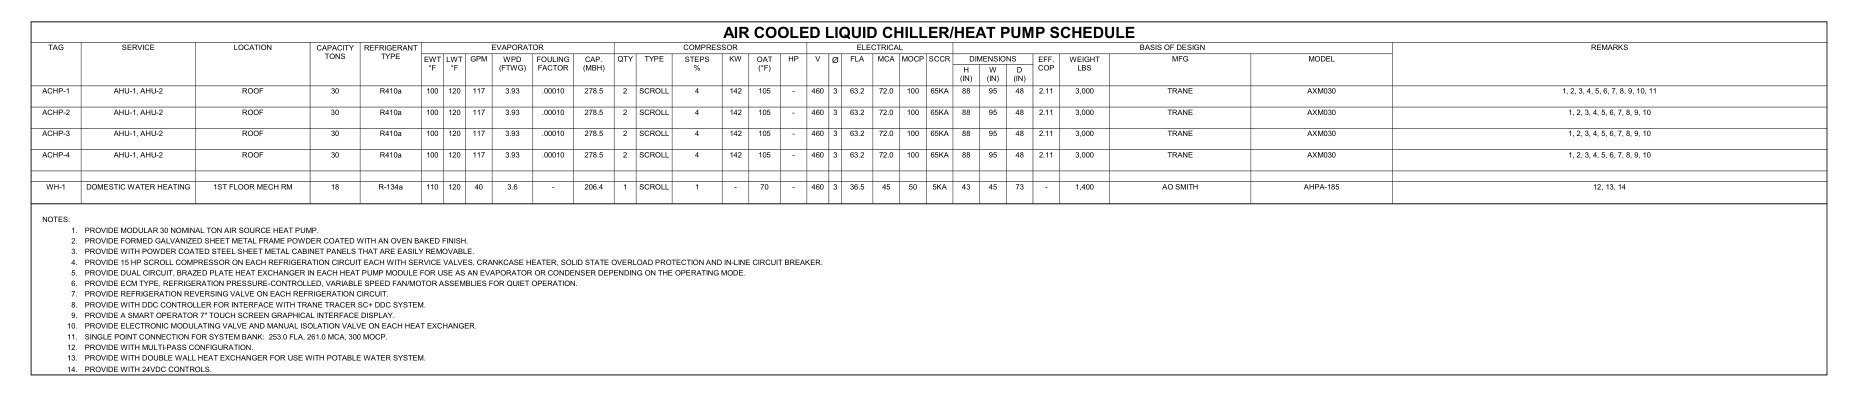 AIR COOLED LIQUID CHILLER/HEAT PUMP SCHEDULE
TAG SERVICE LOCATION CAPACITY TONS REFRIGERANT TYPE EVAPORATOR COMPRESSOR ELECTRICAL BASIS OF DESIGN REMARKS
EWT °F LWT °F GPM WPD (FTWG) FOULING FACTOR CAP. (MBH) QTY TYPE STEPS % KW OAT (°F) HP V Ø FLA MCA MOCP SCCR DIMENSIONS EFF. COP WEIGHT LBS MFG MODEL
H (IN) W (IN) D (IN)
ACHP-1 AHU-1, AHU-2 ROOF 30 R410a 100 120 117 3.93 .00010 278.5 2 SCROLL 4 142 105 - 460 3 63.2 72.0 100 65KA 88 95 48 2.11 3,000 TRANE AXM030 1, 2, 3, 4, 5, 6, 7, 8, 9, 10, 11
ACHP-2 AHU-1, AHU-2 ROOF 30 R410a 100 120 117 3.93 .00010 278.5 2 SCROLL 4 142 105 - 460 3 63.2 72.0 100 65KA 88 95 48 2.11 3,000 TRANE AXM030 1, 2, 3, 4, 5, 6, 7, 8, 9, 10
ACHP-3 AHU-1, AHU-2 ROOF 30 R410a 100 120 117 3.93 .00010 278.5 2 SCROLL 4 142 105 - 460 3 63.2 72.0 100 65KA 88 95 48 2.11 3,000 TRANE AXM030 1, 2, 3, 4, 5, 6, 7, 8, 9, 10
ACHP-4 AHU-1, AHU-2 ROOF 30 R410a 100 120 117 3.93 .00010 278.5 2 SCROLL 4 142 105 - 460 3 63.2 72.0 100 65KA 88 95 48 2.11 3,000 TRANE AXM030 1, 2, 3, 4, 5, 6, 7, 8, 9, 10
WH-1 DOMESTIC WATER HEATING 1ST FLOOR MECH RM 18 R-134a 110 120 40 3.6 - 206.4 1 SCROLL 1 - 70 - 460 3 36.5 45 50 5KA 43 45 73 - 1,400 AO SMITH AHPA-185 12, 13, 14
NOTES:
1. PROVIDE MODULAR 30 NOMINAL TON AIR SOURCE HEAT PUMP.
2. PROVIDE FORMED GALVANIZED SHEET METAL FRAME POWDER COATED WITH AN OVEN BAKED FINISH.
3. PROVIDE WITH POWDER COATED STEEL SHEET METAL CABINET PANELS THAT ARE EASILY REMOVABLE.
4. PROVIDE 15 HP SCROLL COMPRESSOR ON EACH REFRIGERATION CIRCUIT EACH WITH SERVICE VALVES, CRANKCASE HEATER, SOLID STATE OVERLOAD PROTECTION AND IN-LINE CIRCUIT BREAKER.
5. PROVIDE DUAL CIRCUIT, BRAZED PLATE HEAT EXCHANGER IN EACH HEAT PUMP MODULE FOR USE AS AN EVAPORATOR OR CONDENSER DEPENDING ON THE OPERATING MODE.
6. PROVIDE ECM TYPE, REFRIGERATION PRESSURE-CONTROLLED, VARIABLE SPEED FAN/MOTOR ASSEMBLIES FOR QUIET OPERATION.
7. PROVIDE REFRIGERATION REVERSING VALVE ON EACH REFRIGERATION CIRCUIT.
8. PROVIDE WITH DDC CONTROLLER FOR INTERFACE WITH TRANE TRACER SC+ DDC SYSTEM.
9. PROVIDE A SMART OPERATOR 7" TOUCH SCREEN GRAPHICAL INTERFACE DISPLAY.
10. PROVIDE ELECTRONIC MODULATING VALVE AND MANUAL ISOLATION VALVE ON EACH HEAT EXCHANGER.
11. SINGLE POINT CONNECTION FOR SYSTEM BANK: 253.0 FLA, 261.0 MCA, 300 MOCP.
12. PROVIDE WITH MULTI-PASS CONFIGURATION.
13. PROVIDE WITH DOUBLE WALL HEAT EXCHANGER FOR USE WITH POTABLE WATER SYSTEM.
14. PROVIDE WITH 24VDC CONTROLS.